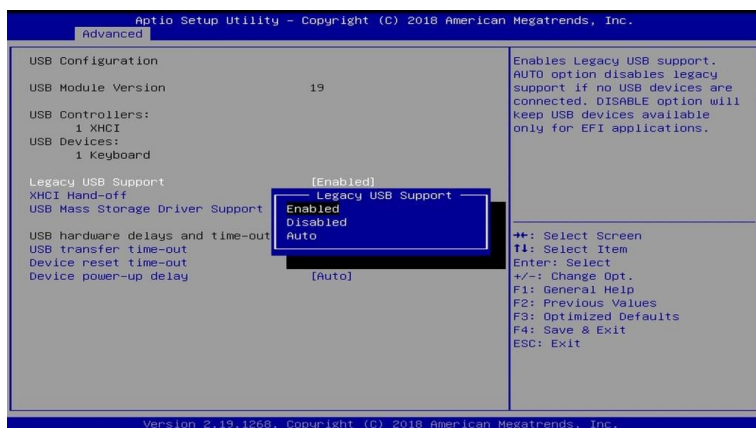 Aptio Setup Utility – Copyright (C) 2018 American Megatrends, Inc.
Advanced
USB Configuration
USB Module Version 19
USB Controllers:
1 XHCI
USB Devices:
1 Keyboard
Legacy USB Support [Enabled]
XHCI Hand-off
USB Mass Storage Driver Support
USB hardware delays and time-out
USB transfer time-out
Device reset time-out
Device power-up delay [Auto]
Legacy USB Support
Enabled
Disabled
Auto
Enables Legacy USB support.
AUTO option disables legacy
support if no USB devices are
connected. DISABLE option will
keep USB devices available
only for EFI applications.
→←: Select Screen
↑↓: Select Item
Enter: Select
+/-: Change Opt.
F1: General Help
F2: Previous Values
F3: Optimized Defaults
F4: Save & Exit
ESC: Exit
Version 2.19.1268. Copyright (C) 2018 American Megatrends, Inc.